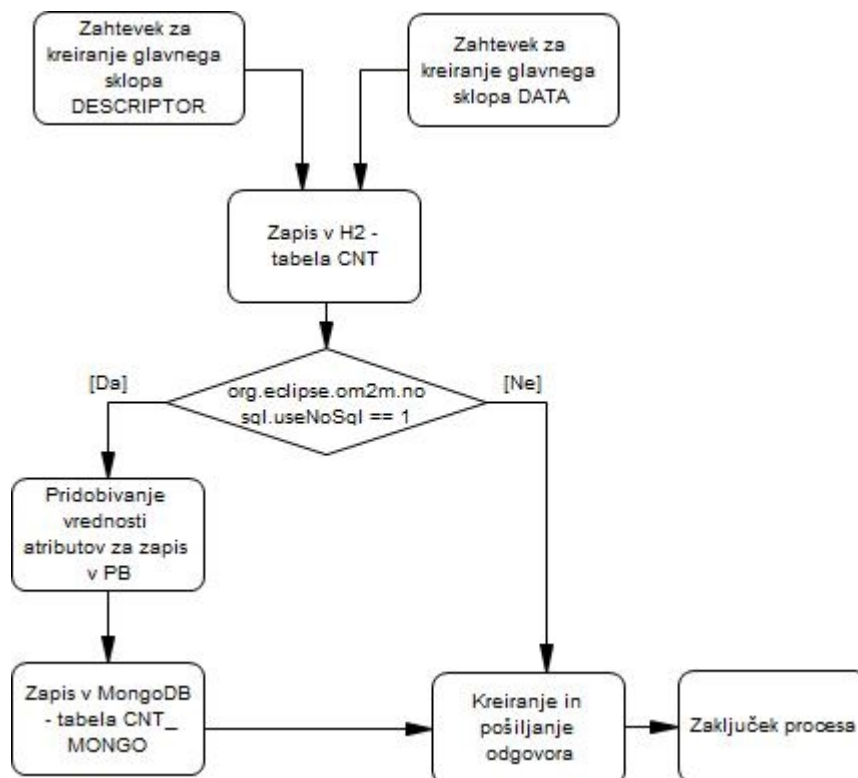 Zahtevek za
kreiranje glavnega
sklopa
DESCRIPTOR
Zahtevek za
kreiranje glavnega
sklopa DATA
Zapis v H2 -
tabela CNT
[Da]
org.eclipse.om2m.no
sql.useNoSql == 1
[Ne]
Pridobivanje
vrednosti
atributov za zapis
v PB
Zapis v MongoDB
- tabela CNT_
MONGO
Kreiranje in
pošiljanje
odgovora
Zaključek procesa